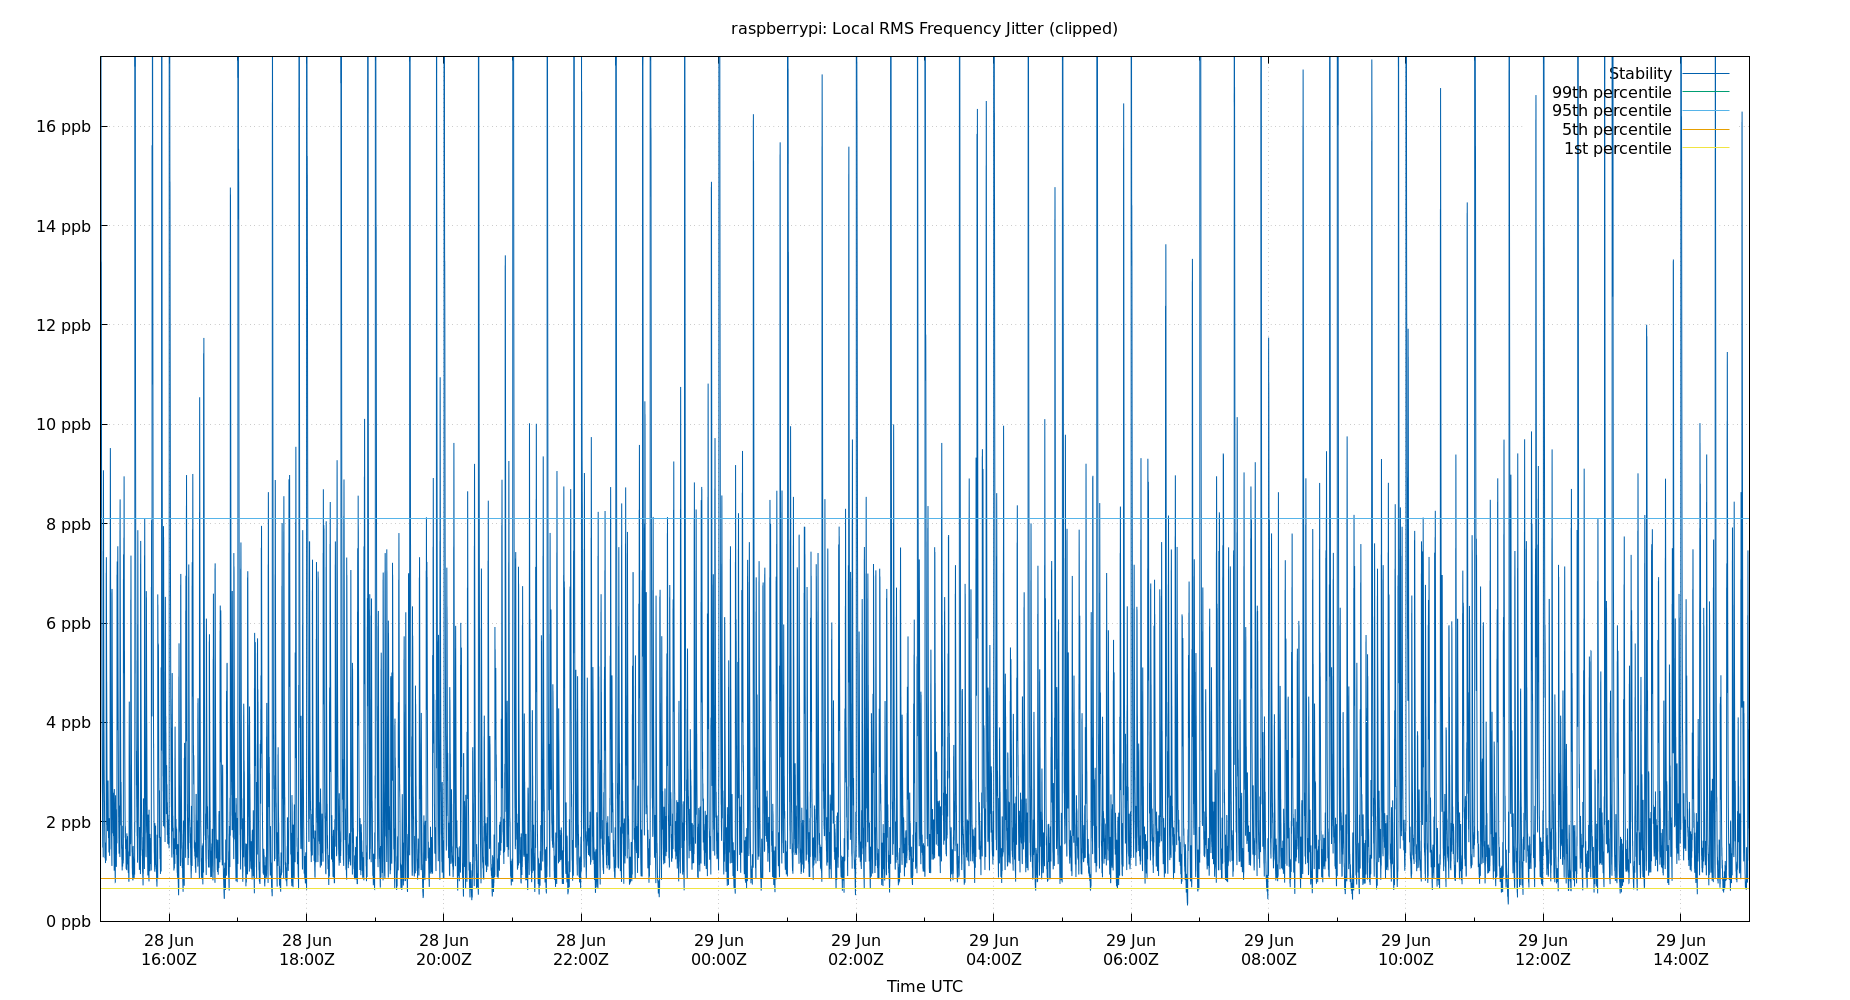 raspberrypi: Local RMS Frequency Jitter (clipped)
Stability
99th percentile
95th percentile
5th percentile
1st percentile
16 ppb
14 ppb
12 ppb
10 ppb
8 ppb
6 ppb
4 ppb
2 ppb
0 ppb
28 Jun 28 Jun 28 Jun 28 Jun 29 Jun 29 Jun 29 Jun 29 Jun 29 Jun 29 Jun 29 Jun 29 Jun
16:00Z 18:00Z 20:00Z 22:00Z 00:00Z 02:00Z 04:00Z 06:00Z 08:00Z 10:00Z 12:00Z 14:00Z
Time UTC